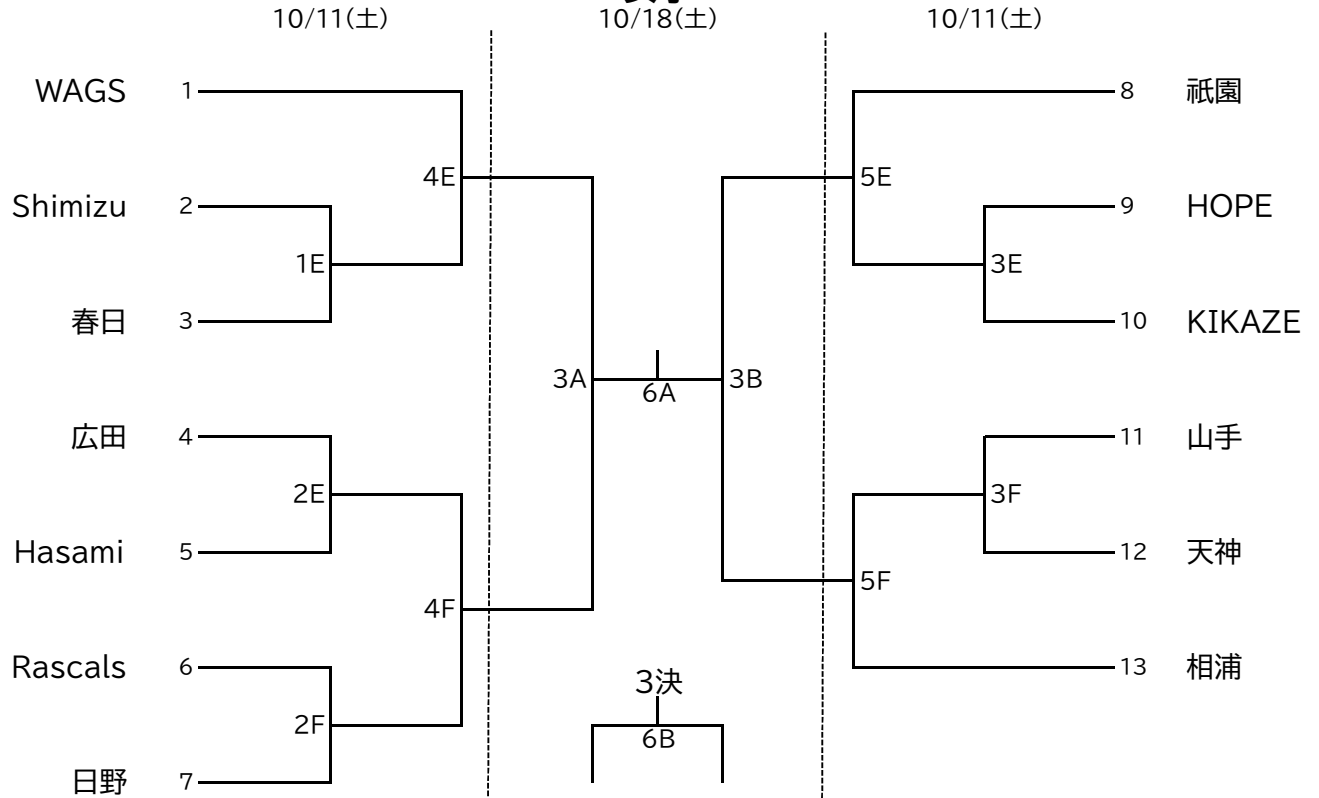 10/11(土) 10/18(土) 10/11(土)
WAGS 1 8 祇園
4E 5E
Shimizu 2 9 HOPE
1E 3E
春日 3 10 KIKAZE
3A 6A 3B
広田 4 11 山手
2E 3F
Hasami 5 12 天神
4F 5F
Rascals 6 13 相浦
3決
2F 6B
日野 7